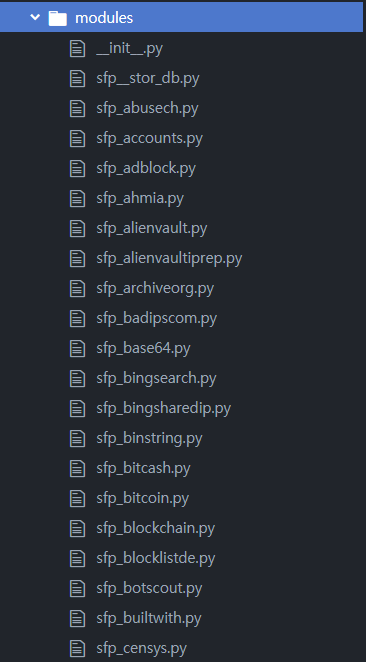 modules
__init__.py
sfp__stor_db.py
sfp_abusech.py
sfp_accounts.py
sfp_adblock.py
sfp_ahmia.py
sfp_alienvault.py
sfp_alienvaultiprep.py
sfp_archiveorg.py
sfp_badipscom.py
sfp_base64.py
sfp_bingsearch.py
sfp_bingsharedip.py
sfp_binstring.py
sfp_bitcash.py
sfp_bitcoin.py
sfp_blockchain.py
sfp_blocklistde.py
sfp_botscout.py
sfp_builtwith.py
sfp_censys.py